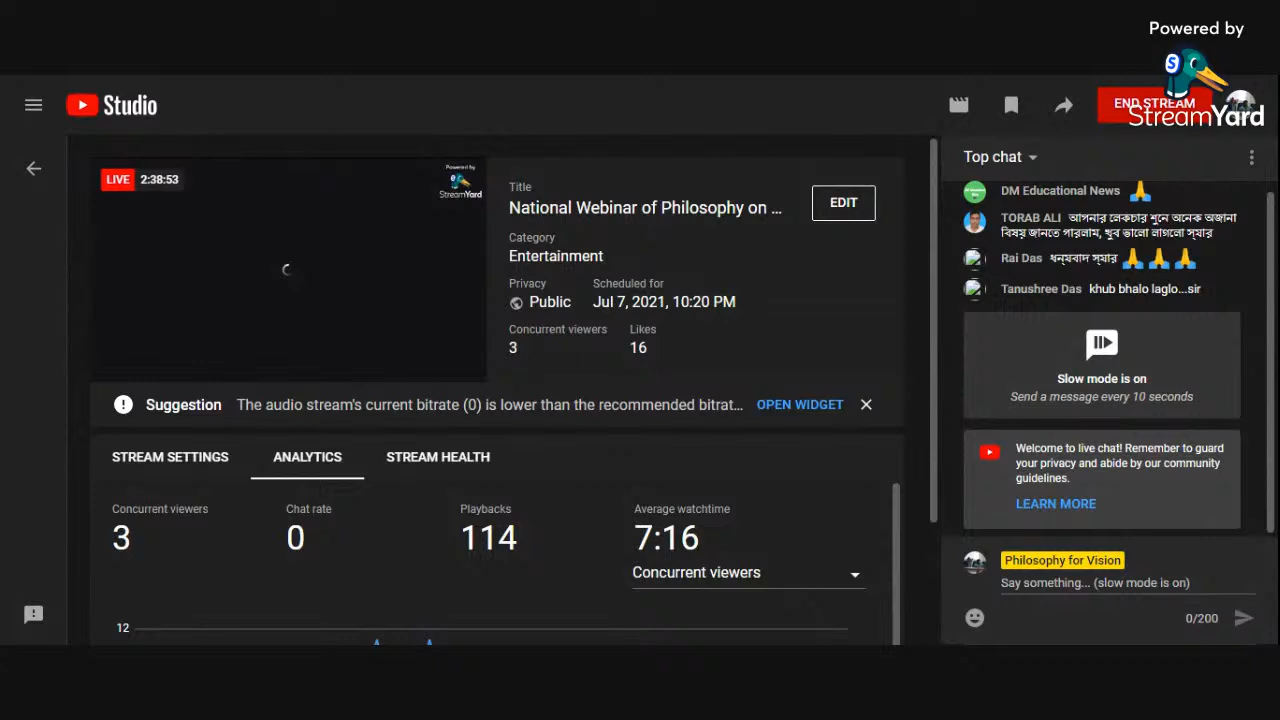 Powered by
StreamYard
Studio
END STREAM
LIVE 2:38:53
Powered by
StreamYard
Title
National Webinar of Philosophy on ...
EDIT
Category
Entertainment
Privacy
Public
Scheduled for
Jul 7, 2021, 10:20 PM
Concurrent viewers
3
Likes
16
Suggestion The audio stream's current bitrate (0) is lower than the recommended bitrat... OPEN WIDGET
STREAM SETTINGS
ANALYTICS
STREAM HEALTH
Concurrent viewers
3
Chat rate
0
Playbacks
114
Average watchtime
7:16
Concurrent viewers
12
Top chat
DM Educational News 🙏
TORAB ALI আপনার লেকচার শুনে অনেক অজানা
বিষয় জানতে পারলাম, খুব ভালো লাগলো স্যার
Rai Das ধন্যবাদ স্যার 🙏🙏🙏
Tanushree Das khub bhalo laglo...sir
Slow mode is on
Send a message every 10 seconds
Welcome to live chat! Remember to guard
your privacy and abide by our community
guidelines.
LEARN MORE
Philosophy for Vision
Say something... (slow mode is on)
0/200